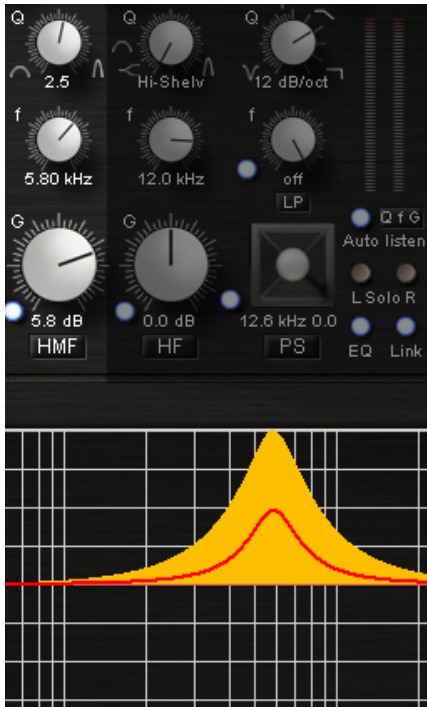 Q Q Q
2.5 Hi-Shelv 12 dB/oct
f f f
5.80 kHz 12.0 kHz off
LP
G G Q f G
Auto listen
L Solo R
5.8 dB 0.0 dB 12.6 kHz 0.0
HMF HF PS EQ Link